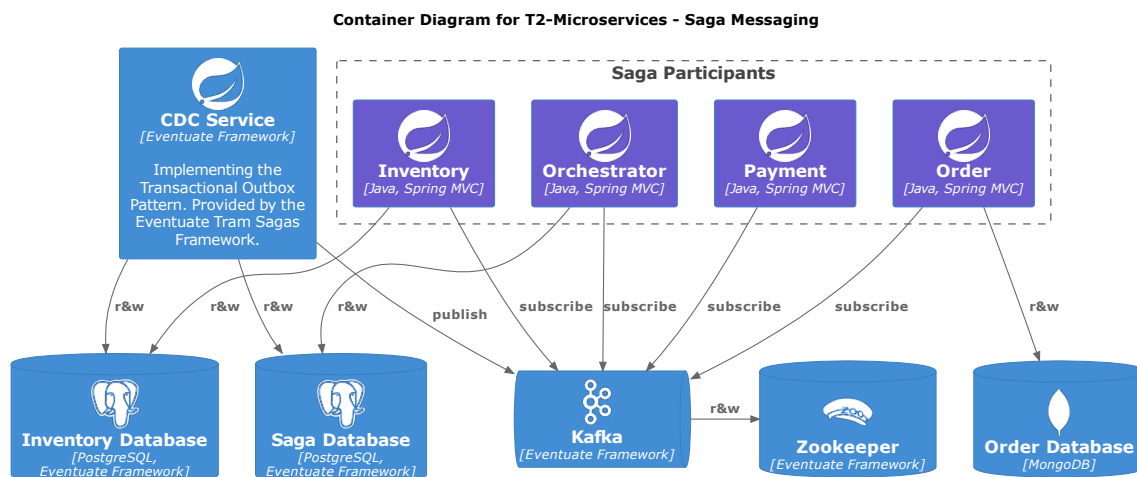 Container Diagram for T2-Microservices - Saga Messaging
Saga Participants
CDC Service
[Eventuate Framework]
Implementing the
Transactional Outbox
Pattern. Provided by the
Eventuate Tram Sagas
Framework.
Inventory
[Java, Spring MVC]
Orchestrator
[Java, Spring MVC]
Payment
[Java, Spring MVC]
Order
[Java, Spring MVC]
r&w
r&w
r&w
r&w
publish
subscribe
subscribe
subscribe
subscribe
r&w
Inventory Database
[PostgreSQL,
Eventuate Framework]
Saga Database
[PostgreSQL,
Eventuate Framework]
Kafka
[Eventuate Framework]
r&w
ZOO
Zookeeper
[Eventuate Framework]
Order Database
[MongoDB]